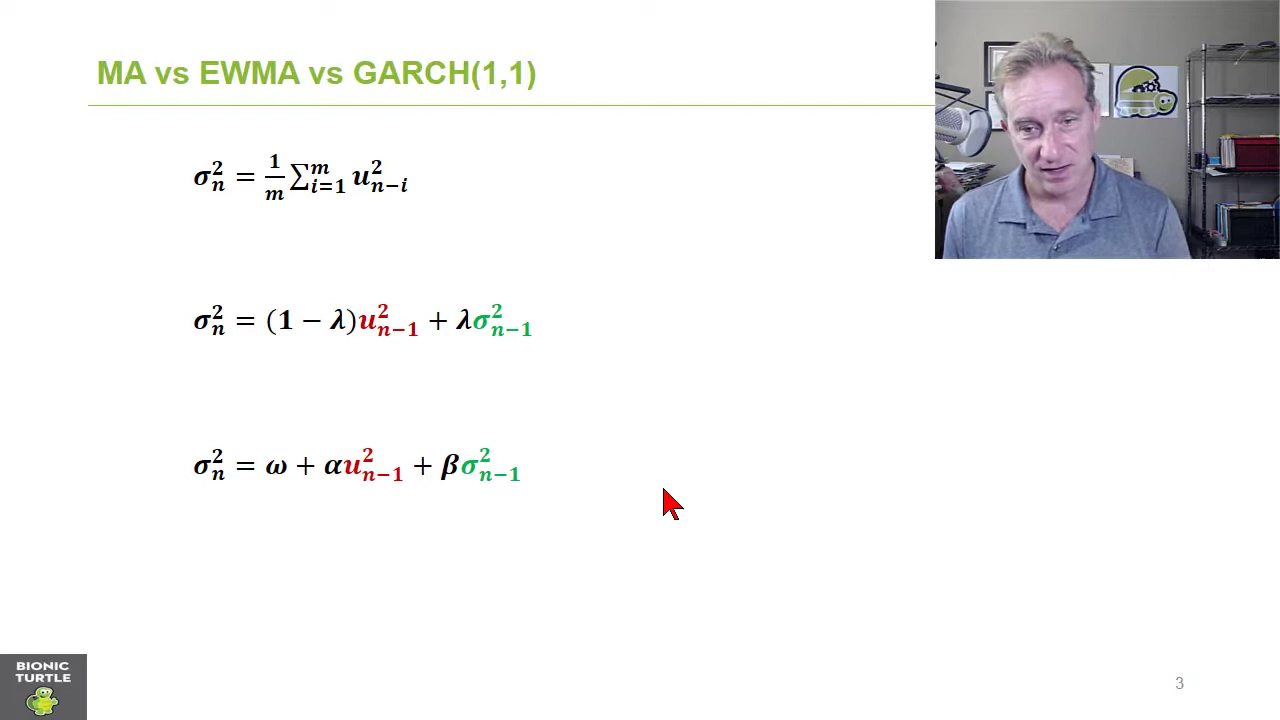 MA vs EWMA vs GARCH(1,1)
σ²ₙ = 1/m ∑ᵐᵢ₌₁ u²ₙ₋ᵢ
σ²ₙ = (1 − λ)u²ₙ₋₁ + λσ²ₙ₋₁
σ²ₙ = ω + αu²ₙ₋₁ + βσ²ₙ₋₁
BIONIC
TURTLE
3